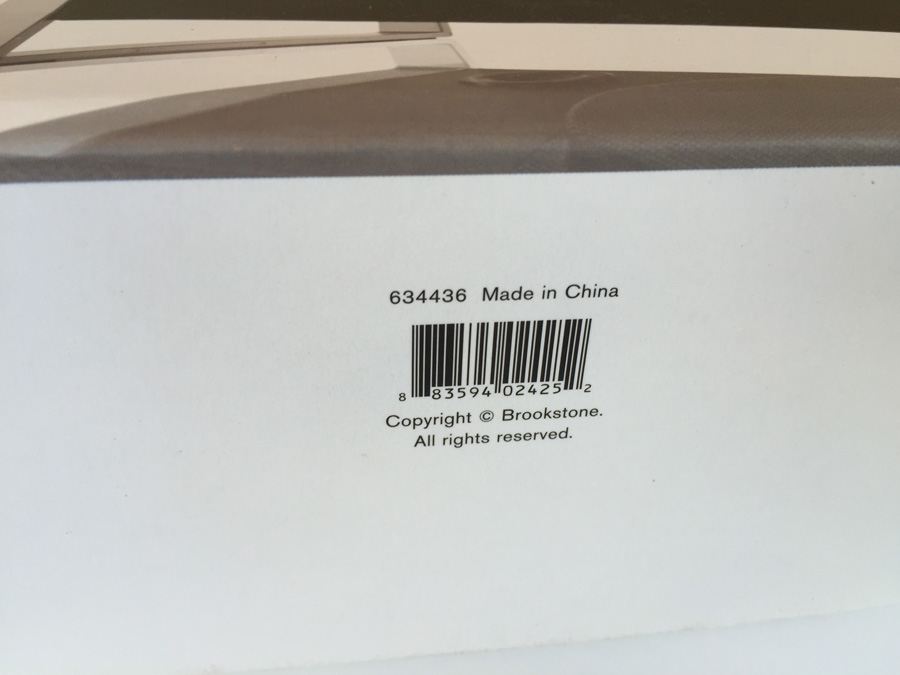 634436 Made in China
8 83594 02425 2
Copyright © Brookstone.
All rights reserved.